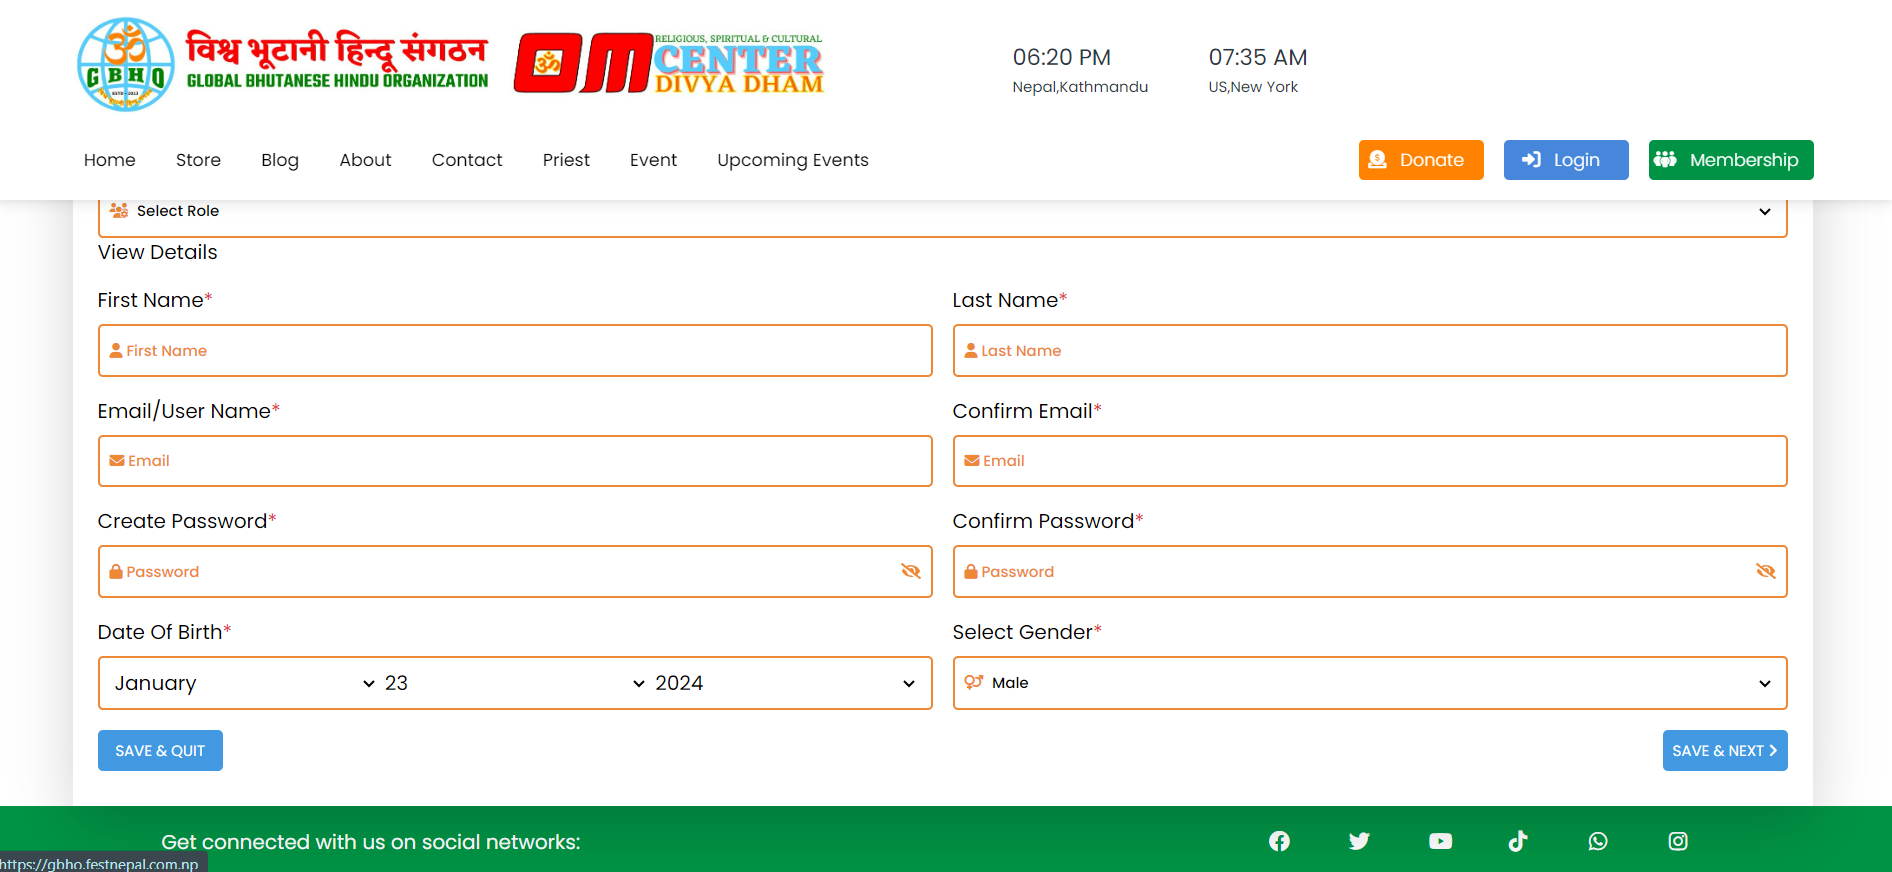 GBHO
ESTD - 2013
विश्व भूटानी हिन्दू संगठन
GLOBAL BHUTANESE HINDU ORGANIZATION
ॐ
OM
RELIGIOUS, SPIRITUAL & CULTURAL
CENTER
DIVYA DHAM
06:20 PM
Nepal,Kathmandu
07:35 AM
US,New York
Home Store Blog About Contact Priest Event Upcoming Events
Donate Login Membership
Select Role
View Details
First Name* Last Name*
First Name Last Name
Email/User Name* Confirm Email*
Email Email
Create Password* Confirm Password*
Password Password
Date Of Birth* Select Gender*
January 23 2024 Male
SAVE & QUIT SAVE & NEXT
Get connected with us on social networks:
https://gbho.festnepal.com.np